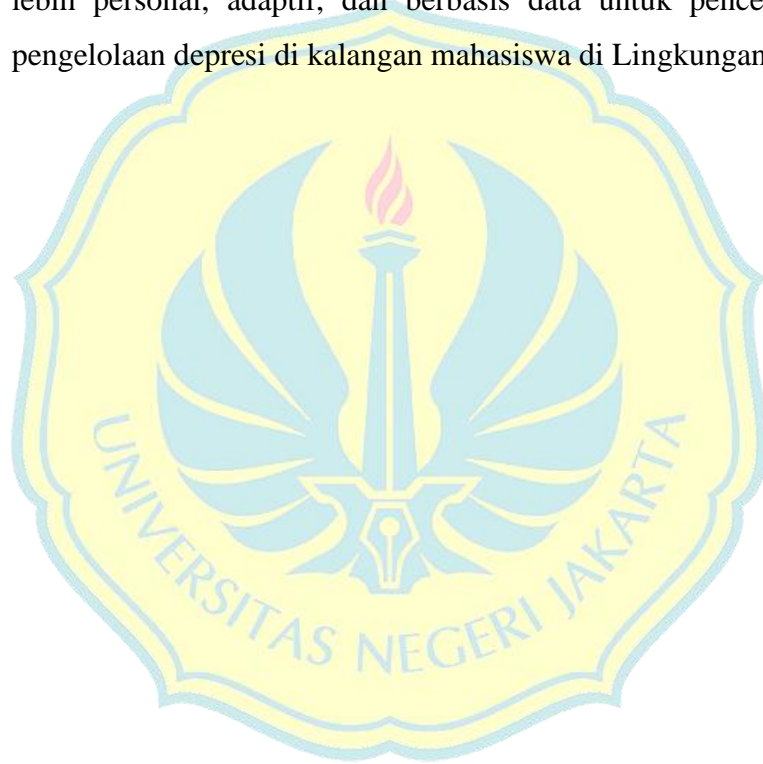 lebih personal, adaptif, dan berbasis data untuk pence
pengelolaan depresi di kalangan mahasiswa di Lingkungan
UNIVERSITAS NEGERI JAKARTA